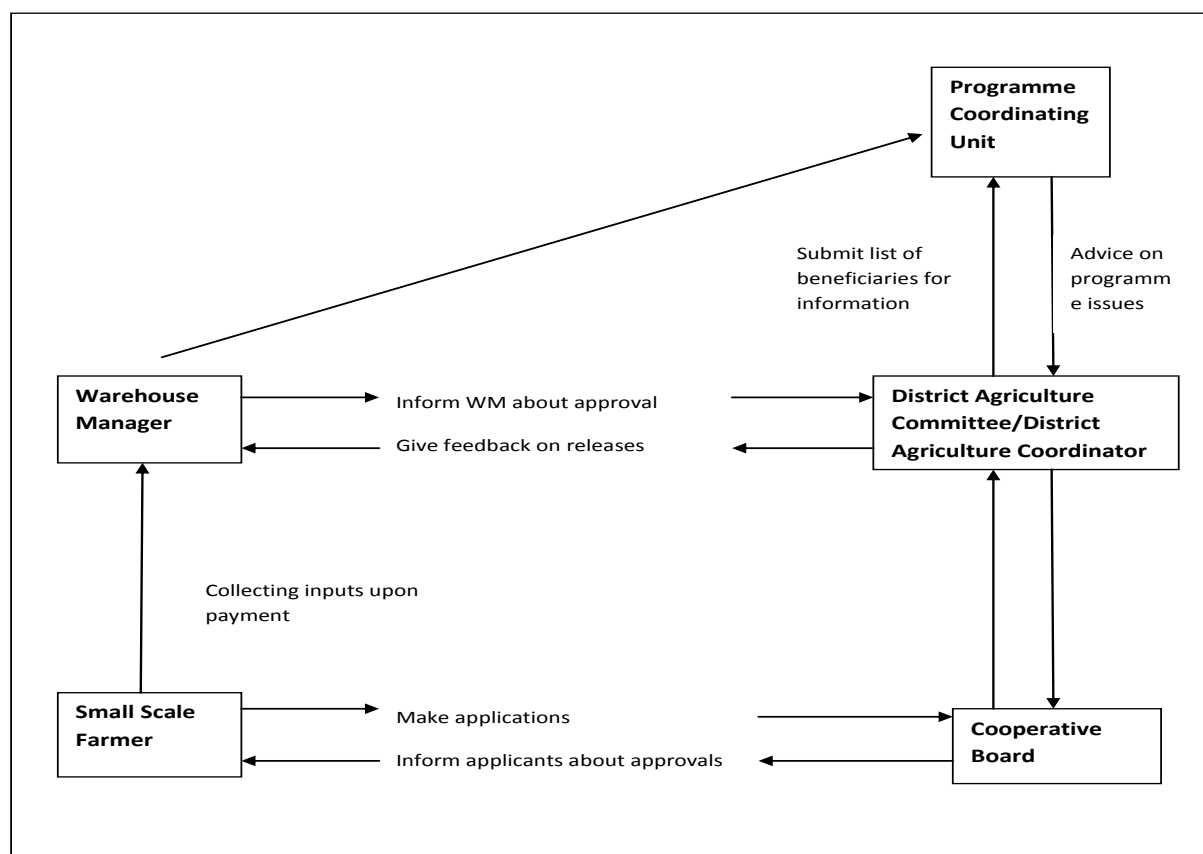 Programme
Coordinating
Unit
Submit list of
beneficiaries for
information
Advice on
programm
e issues
Warehouse
Manager
Inform WM about approval
Give feedback on releases
District Agriculture
Committee/District
Agriculture Coordinator
Collecting inputs upon
payment
Small Scale
Farmer
Make applications
Inform applicants about approvals
Cooperative
Board